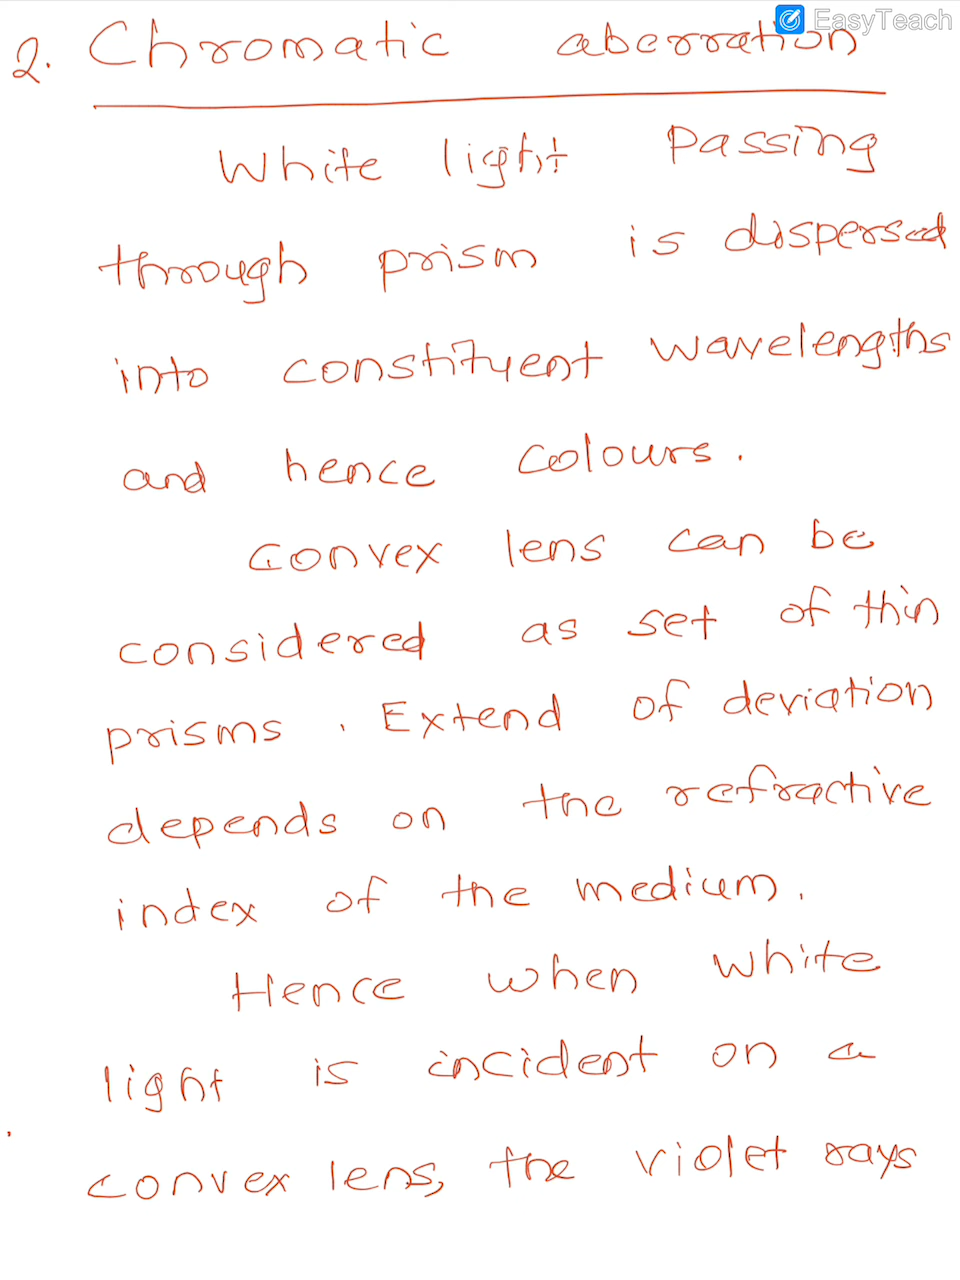 EasyTeach
2. Chromatic aberration
White light passing
through prism is dispersed
into constituent wavelengths
and hence colours.
Convex lens can be
considered as set of thin
prisms. Extend of deviation
depends on the refractive
index of the medium.
Hence when white
light is incident on a
convex lens, the violet rays